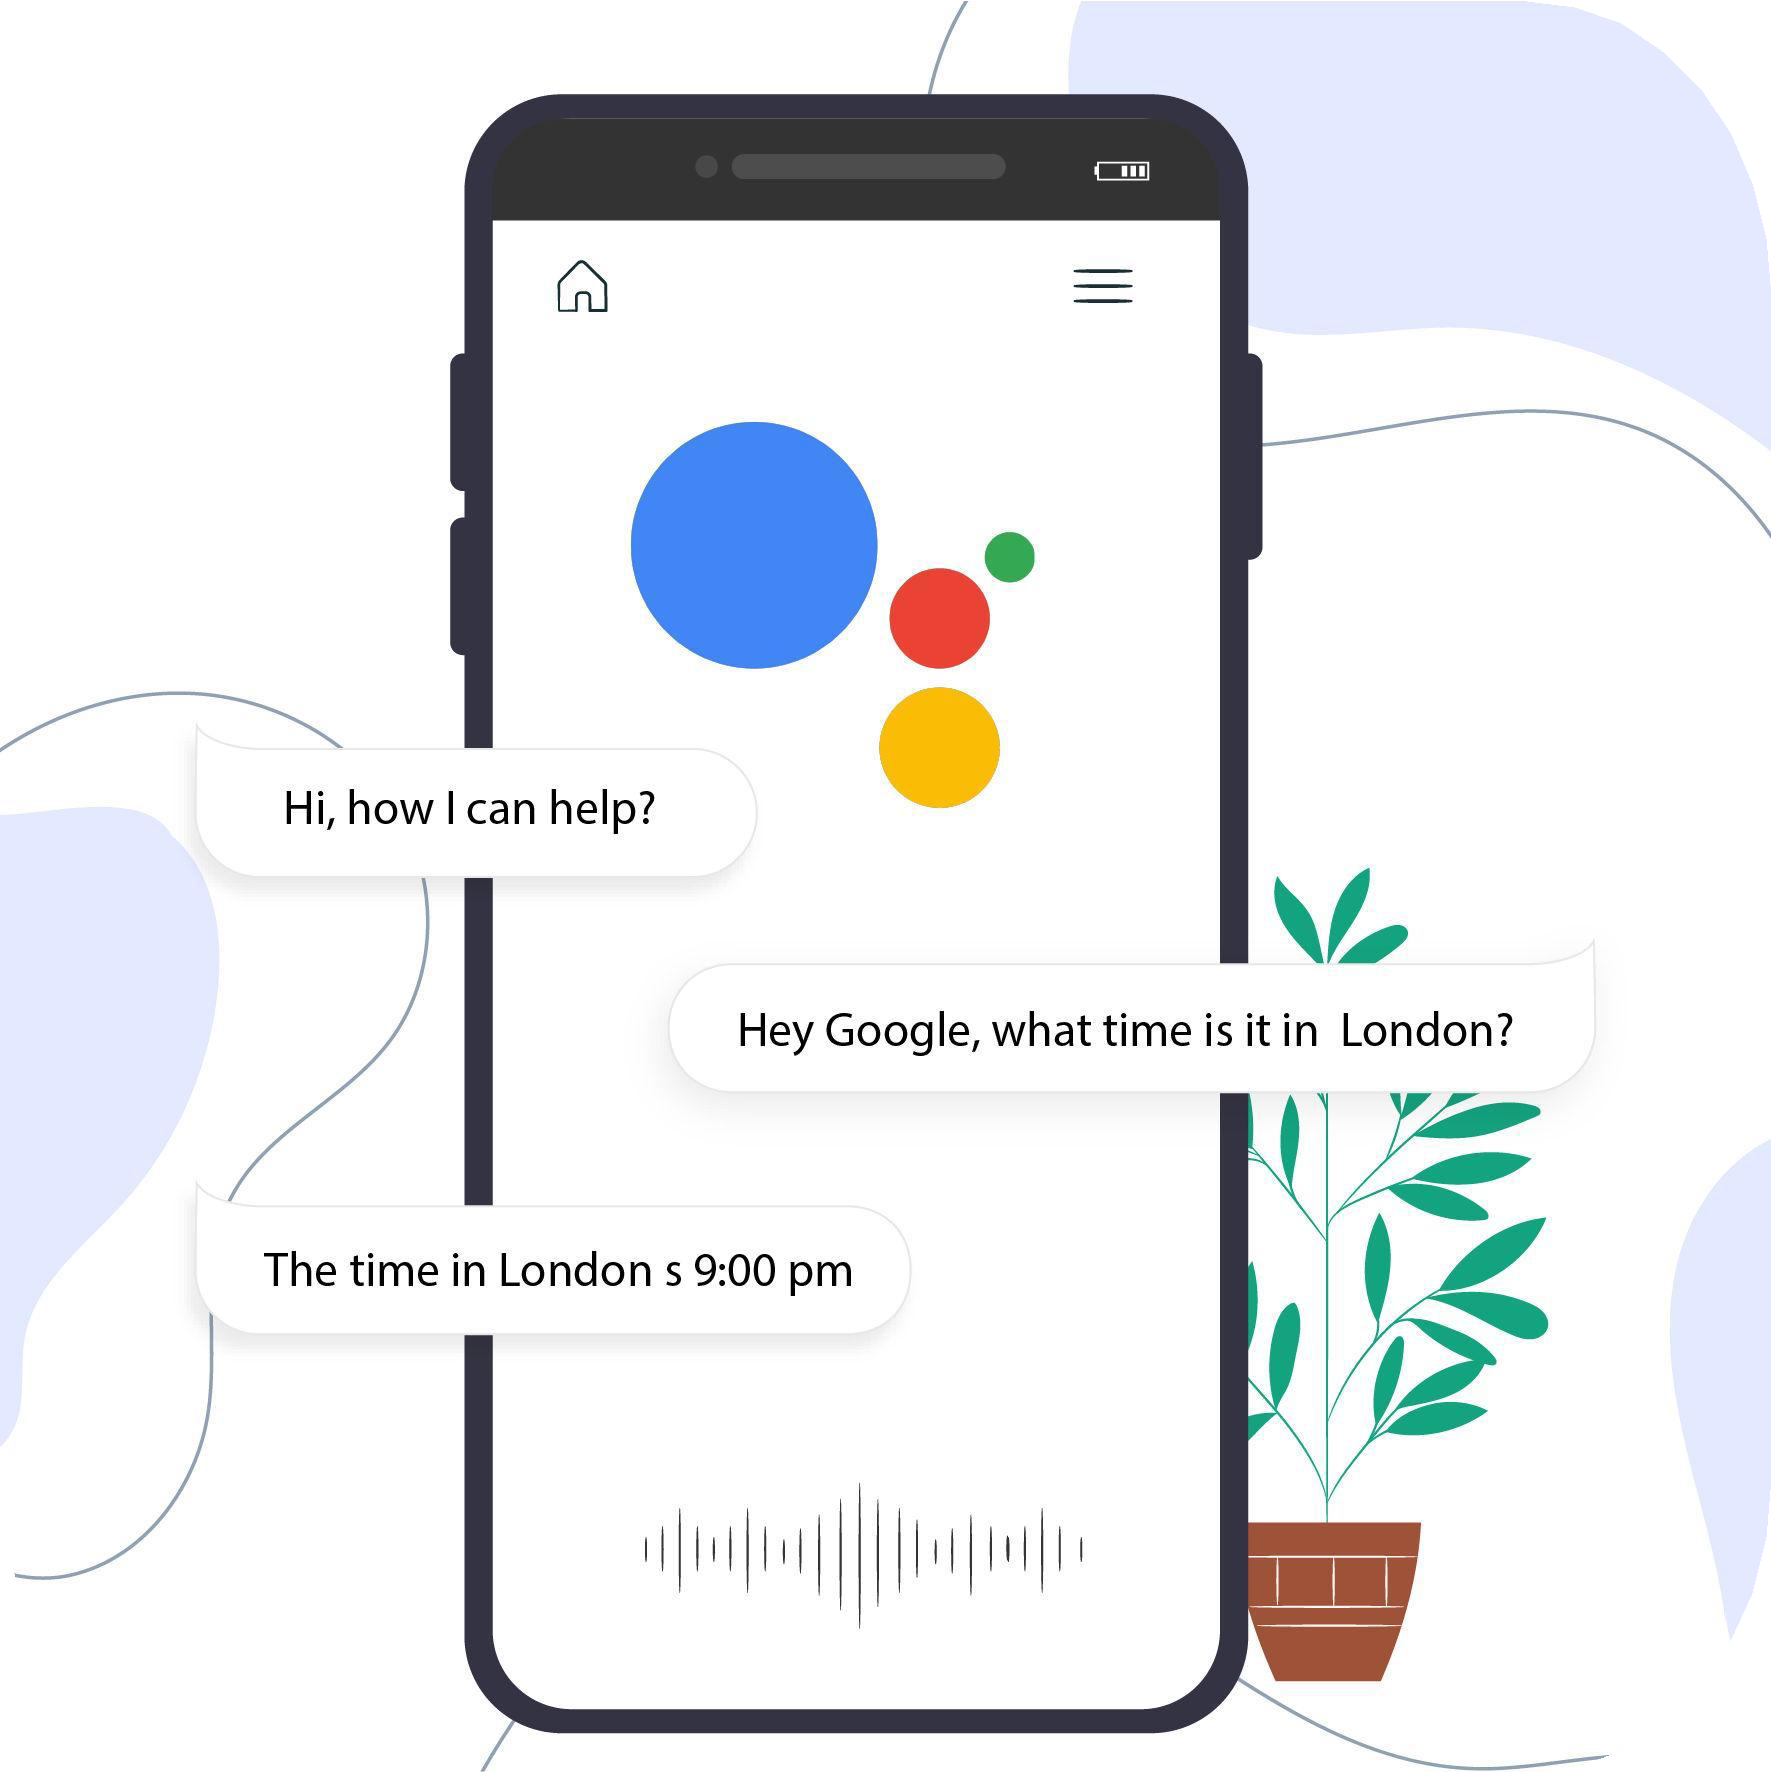 Hi, how I can help?
Hey Google, what time is it in  London?
The time in London s 9:00 pm